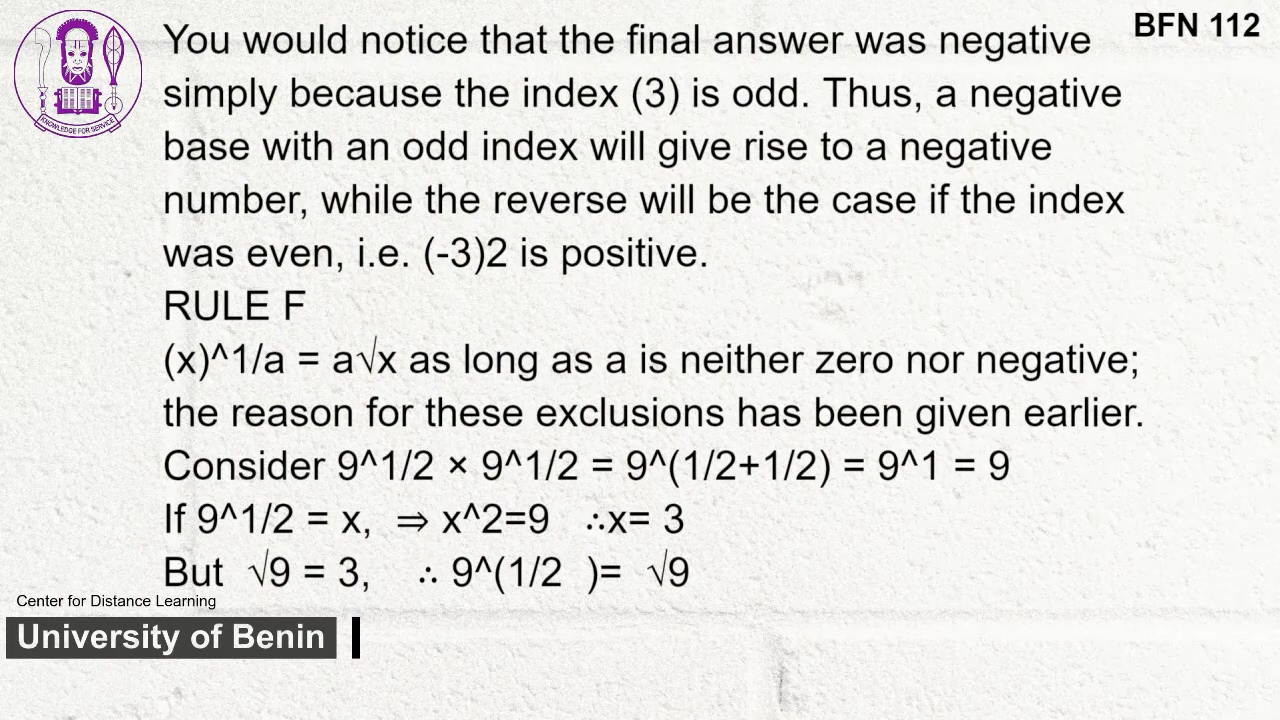 BFN 112
You would notice that the final answer was negative
simply because the index (3) is odd. Thus, a negative
base with an odd index will give rise to a negative
number, while the reverse will be the case if the index
was even, i.e. (-3)2 is positive.
RULE F
(x)^1/a = a√x as long as a is neither zero nor negative;
the reason for these exclusions has been given earlier.
Consider 9^1/2 × 9^1/2 = 9^(1/2+1/2) = 9^1 = 9
If 9^1/2 = x, ⇒ x^2=9 ∴x= 3
But √9 = 3, ∴ 9^(1/2 )= √9
KNOWLEDGE FOR SERVICE
Center for Distance Learning
University of Benin